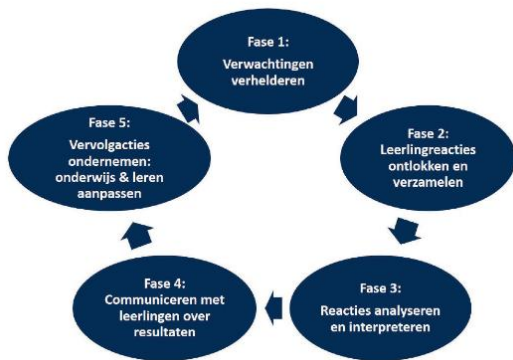 Fase 1:
Verwachtingen
verhelderen
Fase 2:
Leerlingreacties
ontlokken en
verzamelen
Fase 3:
Reacties analyseren
en interpreteren
Fase 4:
Communiceren met
leerlingen over
resultaten
Fase 5:
Vervolgacties
ondernemen:
onderwijs & leren
aanpassen